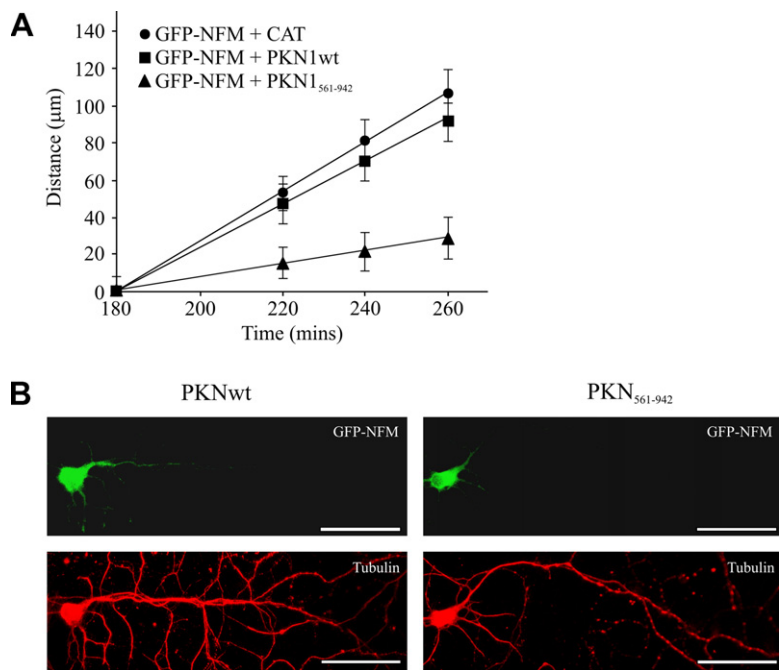 A
GFP-NFM + CAT
GFP-NFM + PKN1wt
GFP-NFM + PKN1561-942
Distance (µm)
140
120
100
80
60
40
20
0
180
200
220
240
260
Time (mins)
B
PKNwt
PKN561-942
GFP-NFM
GFP-NFM
Tubulin
Tubulin